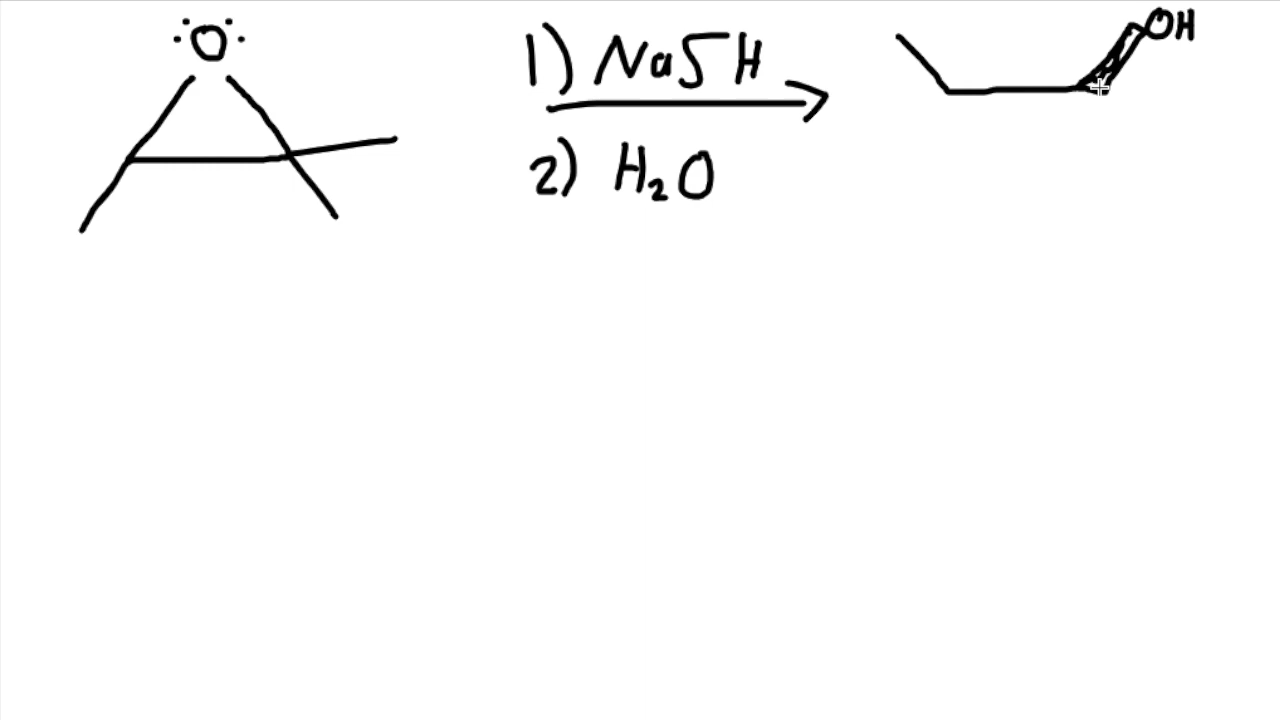 :Ö:
1) NaSH
2) H₂O
OH